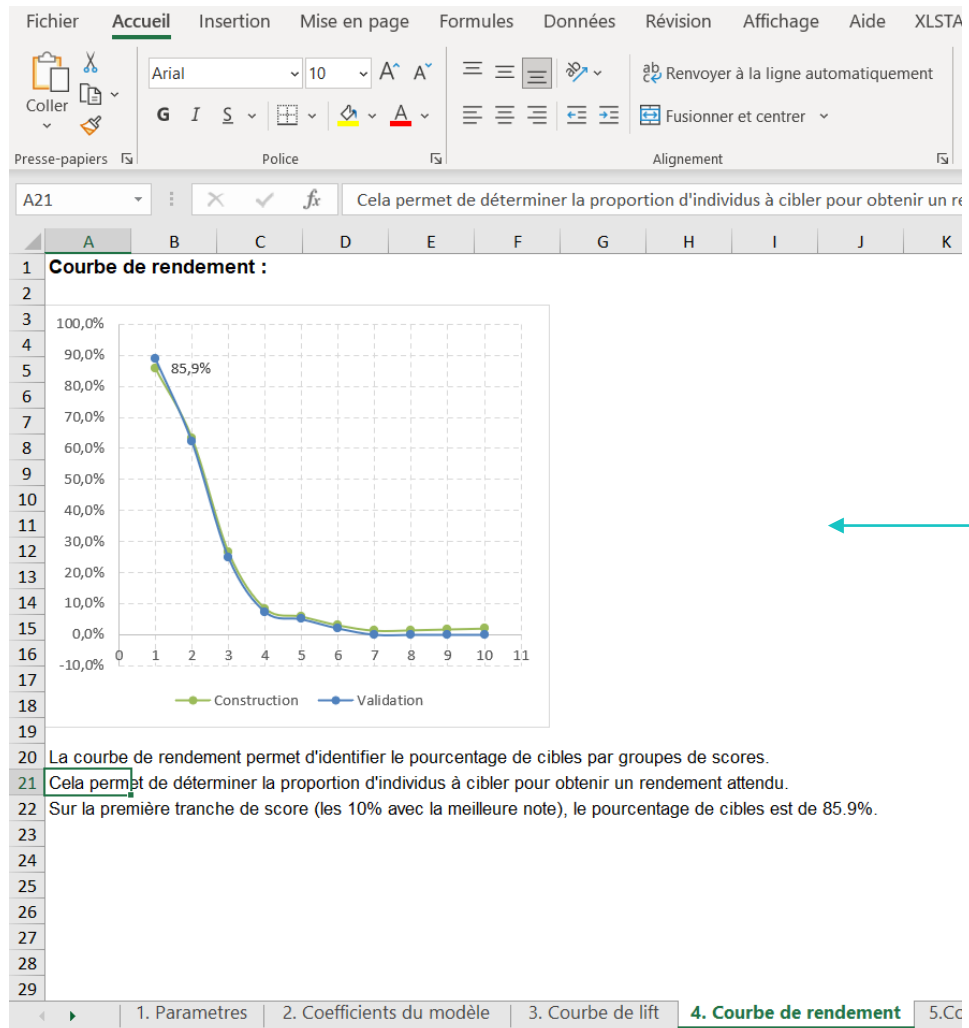 Fichier Accueil Insertion Mise en page Formules Données Révision Affichage Aide XLSTA
Coller
Arial 10 A A ab Renvoyer à la ligne automatiquement
G I S A Fusionner et centrer
Presse-papiers Police Alignement
A21 fx Cela permet de déterminer la proportion d'individus à cibler pour obtenir un re
A B C D E F G H I J K
1 Courbe de rendement :
2
3
4
5
6
7
8
9
10
11
12
13
14
15
16
17
18
19
100,0%
90,0%
85,9%
80,0%
70,0%
60,0%
50,0%
40,0%
30,0%
20,0%
10,0%
0,0%
-10,0%
0 1 2 3 4 5 6 7 8 9 10 11
Construction Validation
20 La courbe de rendement permet d'identifier le pourcentage de cibles par groupes de scores.
21 Cela permet de déterminer la proportion d'individus à cibler pour obtenir un rendement attendu.
22 Sur la première tranche de score (les 10% avec la meilleure note), le pourcentage de cibles est de 85.9%.
23
24
25
26
27
28
29
1. Parametres 2. Coefficients du modèle 3. Courbe de lift 4. Courbe de rendement 5.Co